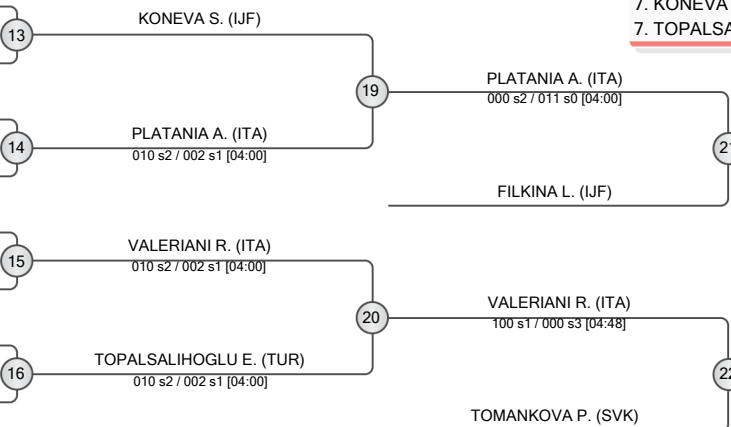 7. KONEVA
7.
13
KONEVA S. (IJF)
19
PLATANIA A. (ITA)
000 s2 / 011 s0 [04:00]
14
PLATANIA A. (ITA)
010 s2 / 002 s1 [04:00]
FILKINA L. (IJF)
15
VALERIANI R. (ITA)
010 s2 / 002 s1 [04:00]
20
VALERIANI R. (ITA)
100 s1 / 000 s3 [04:48]
16
TOPALSALIHOGLU E. (TUR)
010 s2 / 002 s1 [04:00]
TOMANKOVA P. (SVK)